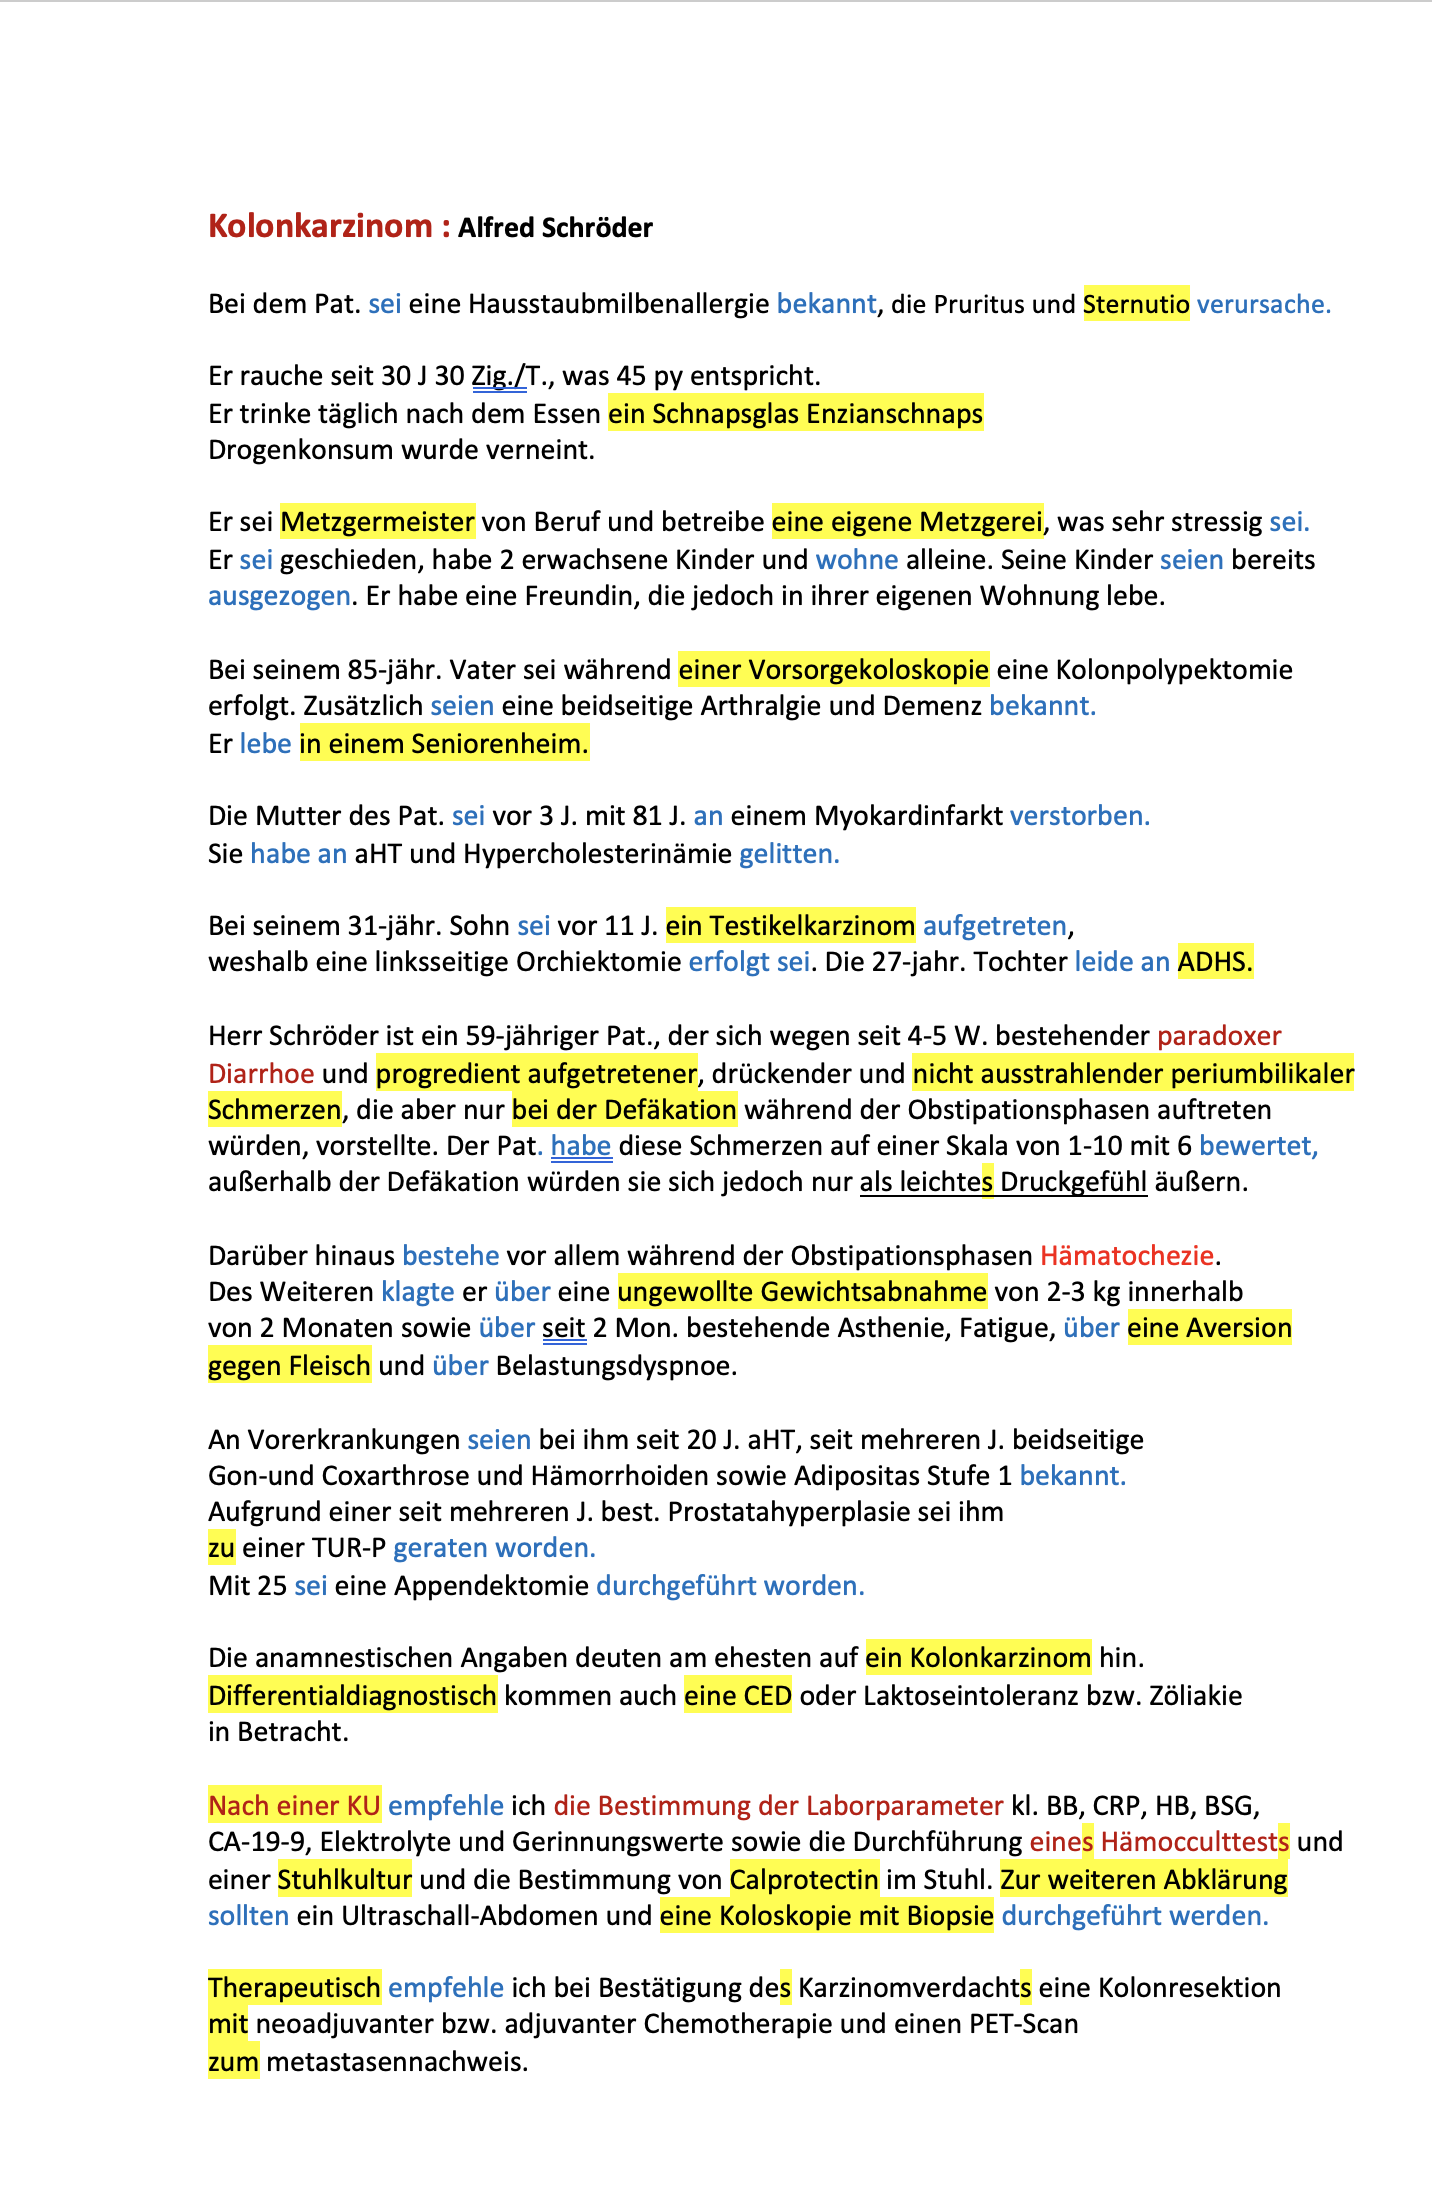 Kolonkarzinom : Alfred Schröder
Bei dem Pat. sei eine Hausstaubmilbenallergie bekannt, die Pruritus und Sternutio verursache.
Er rauche seit 30 J 30 Zig./T., was 45 py entspricht.
Er trinke täglich nach dem Essen ein Schnapsglas Enzianschnaps
Drogenkonsum wurde verneint.
Er sei Metzgermeister von Beruf und betreibe eine eigene Metzgerei, was sehr stressig sei.
Er sei geschieden, habe 2 erwachsene Kinder und wohne alleine. Seine Kinder seien bereits
ausgezogen. Er habe eine Freundin, die jedoch in ihrer eigenen Wohnung lebe.
Bei seinem 85-jähr. Vater sei während einer Vorsorgekoloskopie eine Kolonpolypektomie
erfolgt. Zusätzlich seien eine beidseitige Arthralgie und Demenz bekannt.
Er lebe in einem Seniorenheim.
Die Mutter des Pat. sei vor 3 J. mit 81 J. an einem Myokardinfarkt verstorben.
Sie habe an aHT und Hypercholesterinämie gelitten.
Bei seinem 31-jähr. Sohn sei vor 11 J. ein Testikelkarzinom aufgetreten,
weshalb eine linksseitige Orchiektomie erfolgt sei. Die 27-jahr. Tochter leide an ADHS.
Herr Schröder ist ein 59-jähriger Pat., der sich wegen seit 4-5 W. bestehender paradoxer
Diarrhoe und progredient aufgetretener, drückender und nicht ausstrahlender periumbilikaler
Schmerzen, die aber nur bei der Defäkation während der Obstipationsphasen auftreten
würden, vorstellte. Der Pat. habe diese Schmerzen auf einer Skala von 1-10 mit 6 bewertet,
außerhalb der Defäkation würden sie sich jedoch nur als leichtes Druckgefühl äußern.
Darüber hinaus bestehe vor allem während der Obstipationsphasen Hämatochezie.
Des Weiteren klagte er über eine ungewollte Gewichtsabnahme von 2-3 kg innerhalb
von 2 Monaten sowie über seit 2 Mon. bestehende Asthenie, Fatigue, über eine Aversion
gegen Fleisch und über Belastungsdyspnoe.
An Vorerkrankungen seien bei ihm seit 20 J. aHT, seit mehreren J. beidseitige
Gon-und Coxarthrose und Hämorrhoiden sowie Adipositas Stufe 1 bekannt.
Aufgrund einer seit mehreren J. best. Prostatahyperplasie sei ihm
zu einer TUR-P geraten worden.
Mit 25 sei eine Appendektomie durchgeführt worden.
Die anamnestischen Angaben deuten am ehesten auf ein Kolonkarzinom hin.
Differentialdiagnostisch kommen auch eine CED oder Laktoseintoleranz bzw. Zöliakie
in Betracht.
Nach einer KU empfehle ich die Bestimmung der Laborparameter kl. BB, CRP, HB, BSG,
CA-19-9, Elektrolyte und Gerinnungswerte sowie die Durchführung eines Hämocculttests und
einer Stuhlkultur und die Bestimmung von Calprotectin im Stuhl. Zur weiteren Abklärung
sollten ein Ultraschall-Abdomen und eine Koloskopie mit Biopsie durchgeführt werden.
Therapeutisch empfehle ich bei Bestätigung des Karzinomverdachts eine Kolonresektion
mit neoadjuvanter bzw. adjuvanter Chemotherapie und einen PET-Scan
zum metastasennachweis.